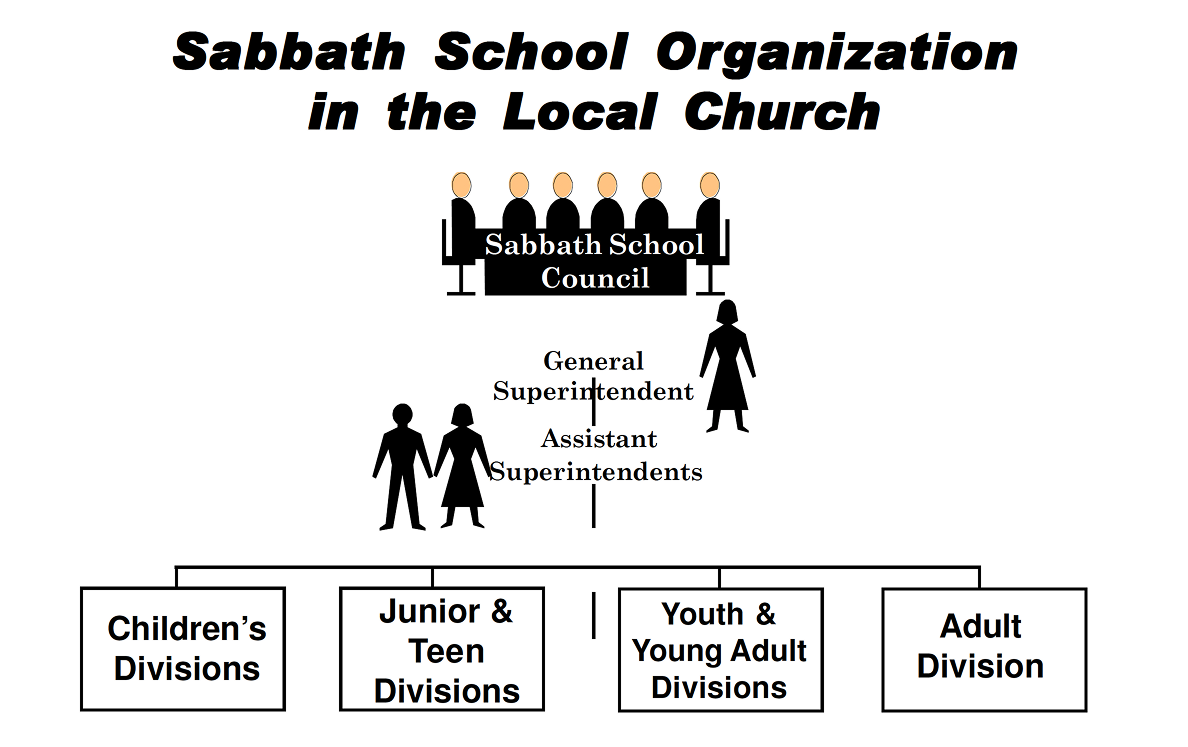 Sabbath School Organization
in the Local Church
Sabbath School
Council
General
Superintendent
Assistant
Superintendents
Children’s
Divisions
Junior &
Teen
Divisions
Youth &
Young Adult
Divisions
Adult
Division